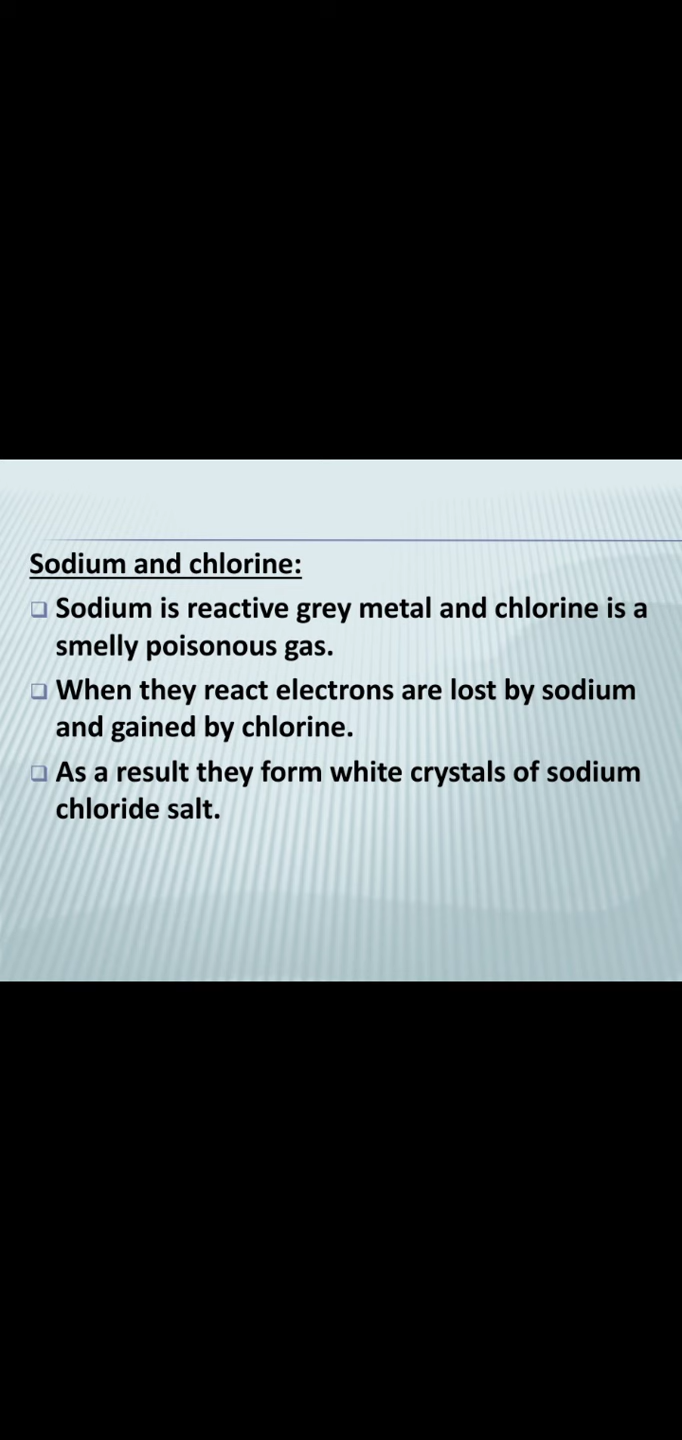 Sodium and chlorine:
❑ Sodium is reactive grey metal and chlorine is a
smelly poisonous gas.
❑ When they react electrons are lost by sodium
and gained by chlorine.
❑ As a result they form white crystals of sodium
chloride salt.